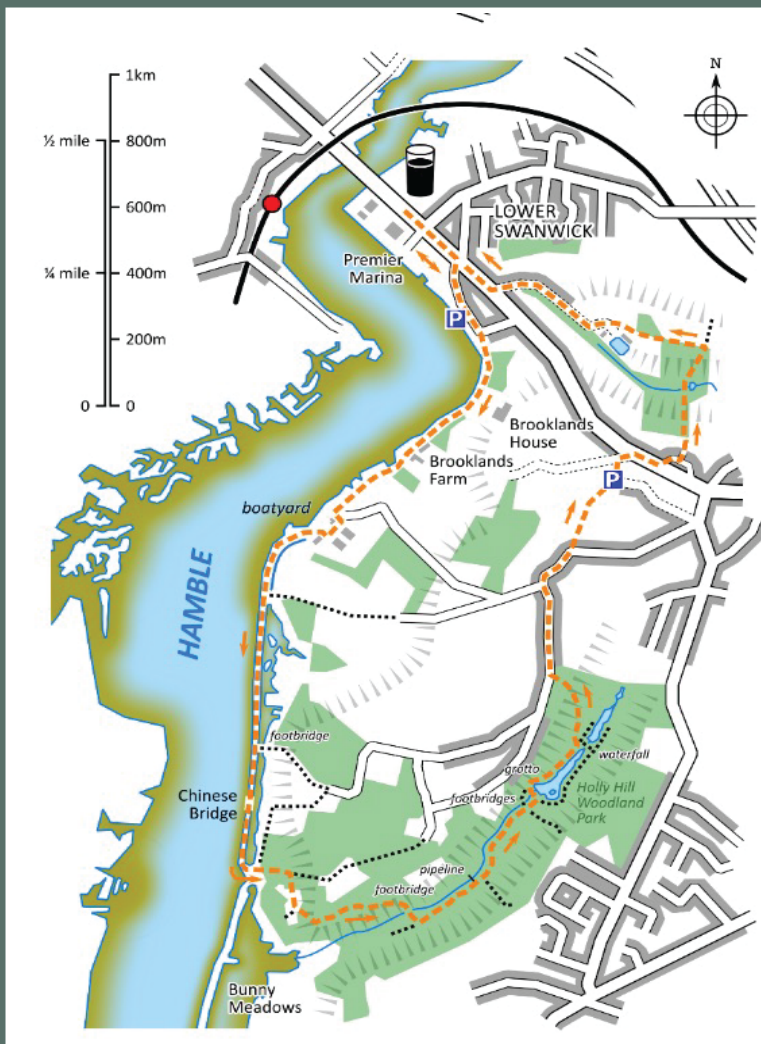 N
1km
½ mile
800m
600m
¼ mile
400m
200m
0
0
LOWER
SWANWICK
Premier
Marina
P
Brooklands
House
Brooklands
Farm
P
boatyard
HAMBLE
footbridge
waterfall
grotto
Chinese
Bridge
footbridges
Holly Hill
Woodland
Park
pipeline
footbridge
Bunny
Meadows